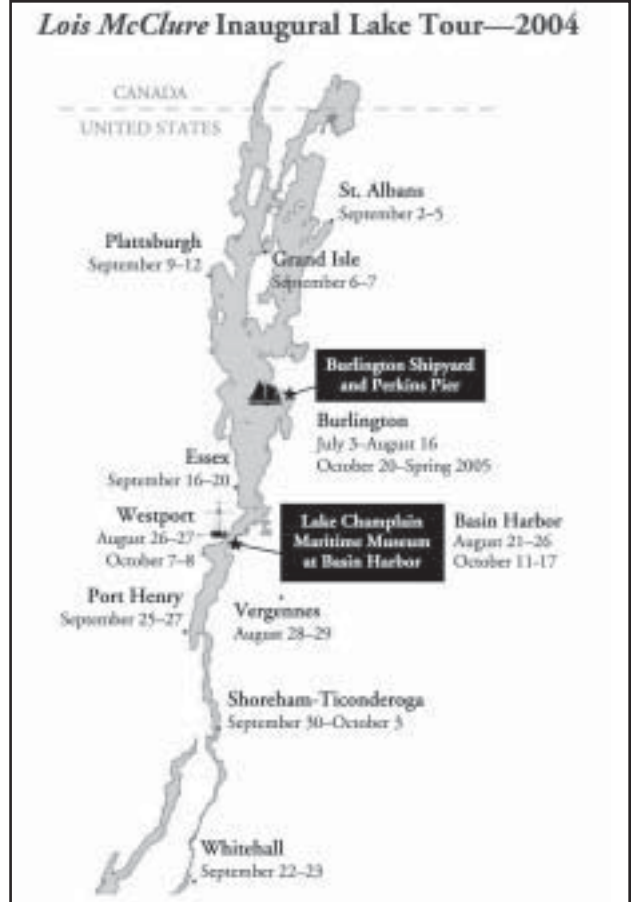 Lois McClure Inaugural Lake Tour—2004
CANADA
UNITED STATES
St. Albans
September 2–5
Plattsburgh
September 9–12
Grand Isle
September 6–7
Burlington Shipyard
and Perkins Pier
Burlington
July 3–August 16
October 20–Spring 2005
Essex
September 16–20
Westport
August 26–27
October 7–8
Lake Champlain
Maritime Museum
at Basin Harbor
Basin Harbor
August 21–26
October 11-17
Port Henry
September 25–27
Vergennes
August 28–29
Shoreham-Ticonderoga
September 30–October 3
Whitehall
September 22–23